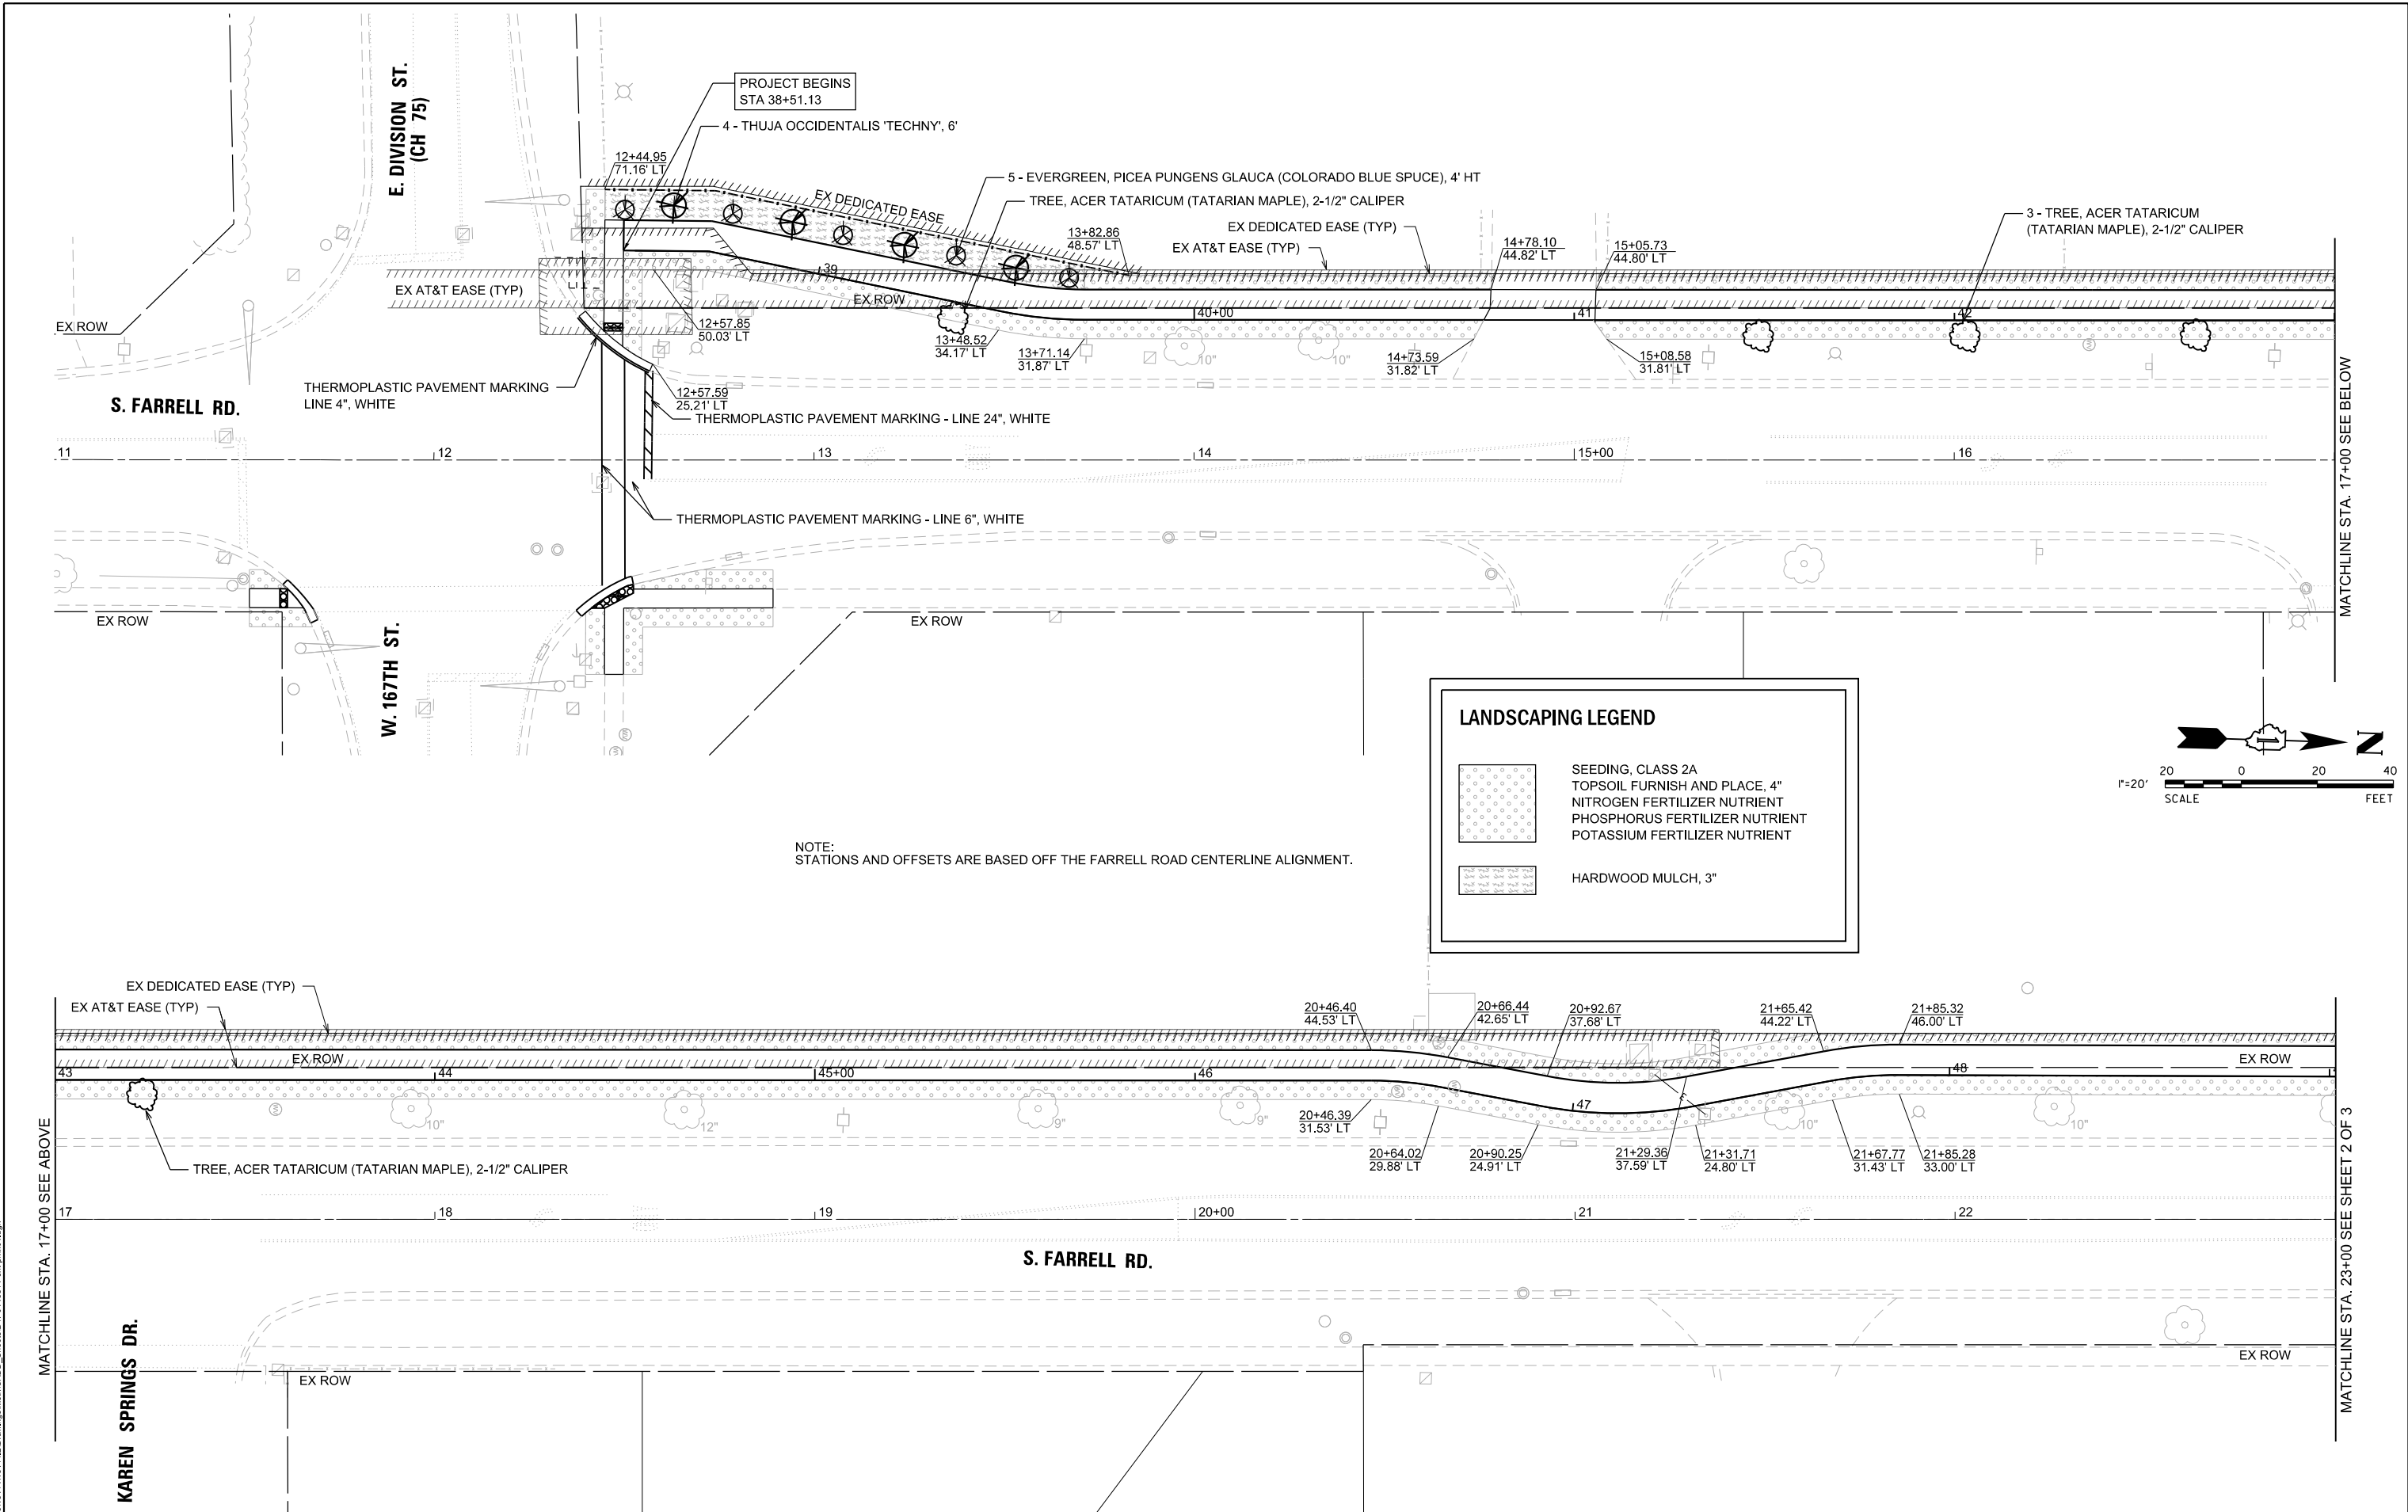 E. DIVISION ST.
(CH 75)
PROJECT BEGINS
STA 38+51.13
4 - THUJA OCCIDENTALIS 'TECHNY', 6'
12+44.95
71.16' LT
5 - EVERGREEN, PICEA PUNGENS GLAUCA (COLORADO BLUE SPUCE), 4' HT
TREE, ACER TATARICUM (TATARIAN MAPLE), 2-1/2" CALIPER
EX DEDICATED EASE
EX DEDICATED EASE (TYP)
EX AT&T EASE (TYP)
13+82.86
48.57' LT
14+78.10
44.82' LT
15+05.73
44.80' LT
3 - TREE, ACER TATARICUM
(TATARIAN MAPLE), 2-1/2" CALIPER
EX AT&T EASE (TYP)
39
EX ROW
40+00
41
42
EX ROW
12+57.85
50.03' LT
13+48.52
34.17' LT
13+71.14
31.87' LT
10"
10"
14+73.59
31.82' LT
15+08.58
31.81' LT
THERMOPLASTIC PAVEMENT MARKING
LINE 4", WHITE
12+57.59
25.21' LT
THERMOPLASTIC PAVEMENT MARKING - LINE 24", WHITE
S. FARRELL RD.
11
12
13
14
15+00
16
MATCHLINE STA. 17+00 SEE BELOW
THERMOPLASTIC PAVEMENT MARKING - LINE 6", WHITE
EX ROW
EX ROW
W. 167TH ST.
LANDSCAPING LEGEND
SEEDING, CLASS 2A
TOPSOIL FURNISH AND PLACE, 4"
NITROGEN FERTILIZER NUTRIENT
PHOSPHORUS FERTILIZER NUTRIENT
POTASSIUM FERTILIZER NUTRIENT
HARDWOOD MULCH, 3"
N
1"=20'
20 0 20 40
SCALE FEET
NOTE:
STATIONS AND OFFSETS ARE BASED OFF THE FARRELL ROAD CENTERLINE ALIGNMENT.
EX DEDICATED EASE (TYP)
EX AT&T EASE (TYP)
20+46.40
44.53' LT
20+66.44
42.65' LT
20+92.67
37.68' LT
21+65.42
44.22' LT
21+85.32
46.00' LT
EX ROW
EX ROW
43
44
45+00
46
47
48
10"
12"
9"
9"
10"
10"
E
20+46.39
31.53' LT
20+64.02
29.88' LT
20+90.25
24.91' LT
21+29.36
37.59' LT
21+31.71
24.80' LT
21+67.77
31.43' LT
21+85.28
33.00' LT
TREE, ACER TATARICUM (TATARIAN MAPLE), 2-1/2" CALIPER
MATCHLINE STA. 17+00 SEE ABOVE
17
18
19
20+00
21
22
S. FARRELL RD.
MATCHLINE STA. 23+00 SEE SHEET 2 OF 3
KAREN SPRINGS DR.
EX ROW
EX ROW